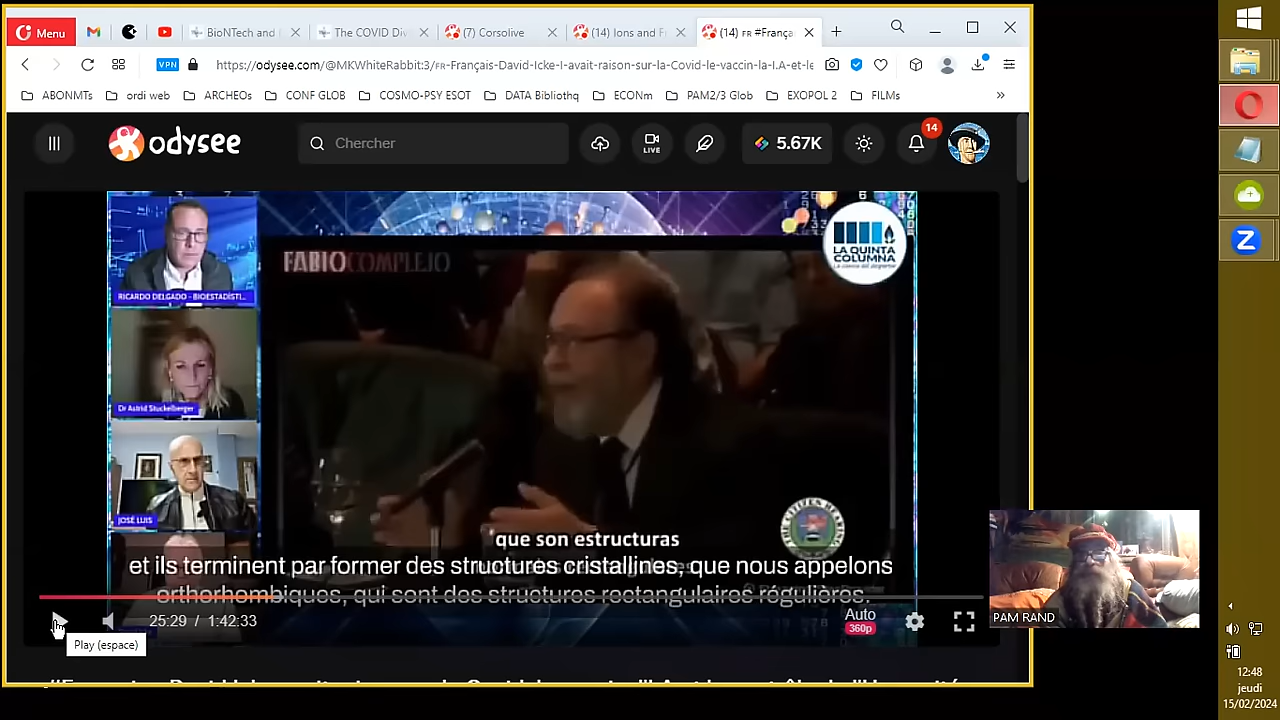 Menu
BioNTech and
The COVID Div
(7) Corsolive
(14) Ions and F
(14) FR #França
VPN
https://odysee.com/@MKWhiteRabbit:3/FR-Français-David-Icke-l-avait-raison-sur-la-Covid-le-vaccin-la-I.A-et-le
ABONMTs
ordi web
ARCHEOs
CONF GLOB
COSMO-PSY ESOT
DATA Bibliothq
ECONm
PAM2/3 Glob
EXOPOL 2
FILMs
»
odysee
Chercher
LIVE
5.67K
14
RICARDO DELGADO - BIOESTADÍSTI...
Dr Astrid Stuckelberger
JOSÉ LUIS
FABIOCOMPLEJO
LA QUINTA
COLUMNA
que son estructuras
et ils terminent par former des structures cristallines, que nous appelons
orthorhombiques, qui sont des structures rectangulaires régulières.
25:29 / 1:42:33
Auto
360p
Play (espace)
PAM RAND
12:48
jeudi
15/02/2024